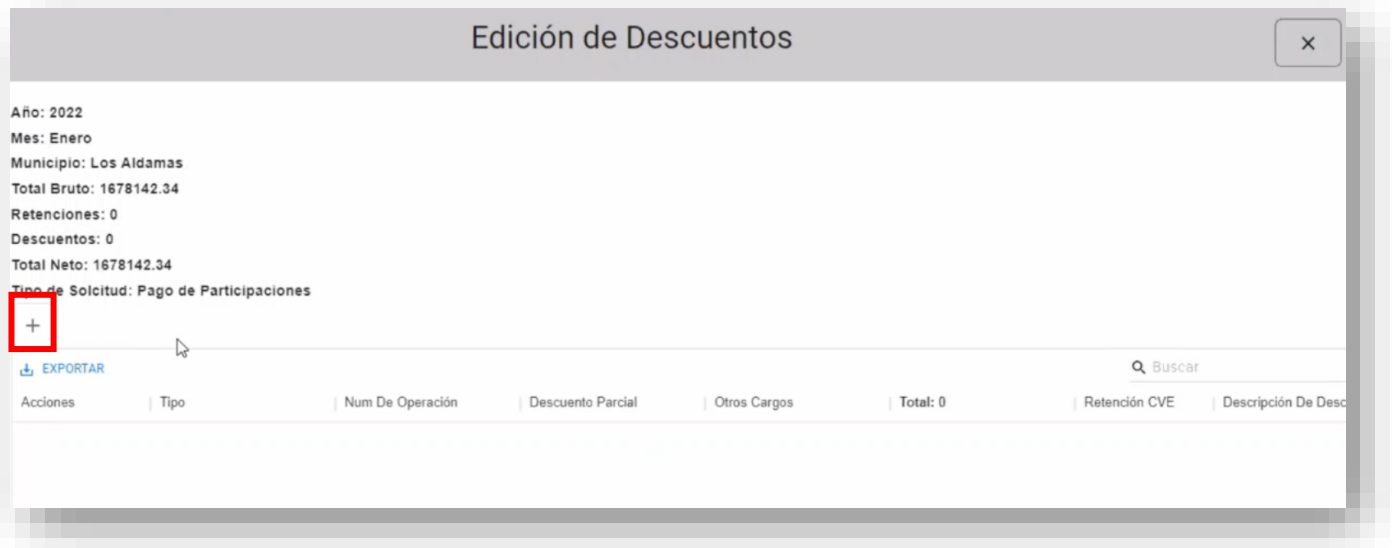 Edición de Descuentos
Año: 2022
Mes: Enero
Municipio: Los Aldamas
Total Bruto: 1678142.34
Retenciones: 0
Descuentos: 0
Total Neto: 1678142.34
Tipo de Solcitud: Pago de Participaciones
EXPORTAR
Buscar
Acciones Tipo Num De Operación Descuento Parcial Otros Cargos Total: 0 Retención CVE Descripción De Desc